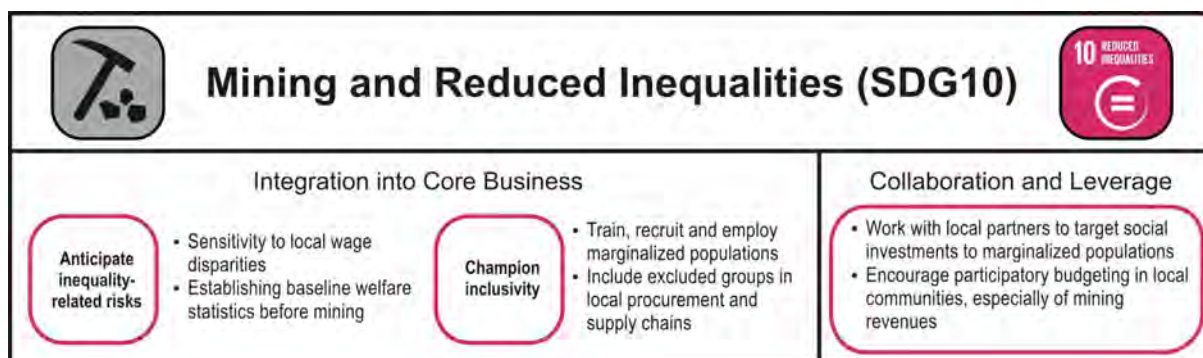 Mining and Reduced Inequalities (SDG10)
10 REDUCED
INEQUALITIES
Integration into Core Business
Anticipate
inequality-
related risks
• Sensitivity to local wage
disparities
• Establishing baseline welfare
statistics before mining
Champion
inclusivity
• Train, recruit and employ
marginalized populations
• Include excluded groups in
local procurement and
supply chains
Collaboration and Leverage
• Work with local partners to target social
investments to marginalized populations
• Encourage participatory budgeting in local
communities, especially of mining
revenues